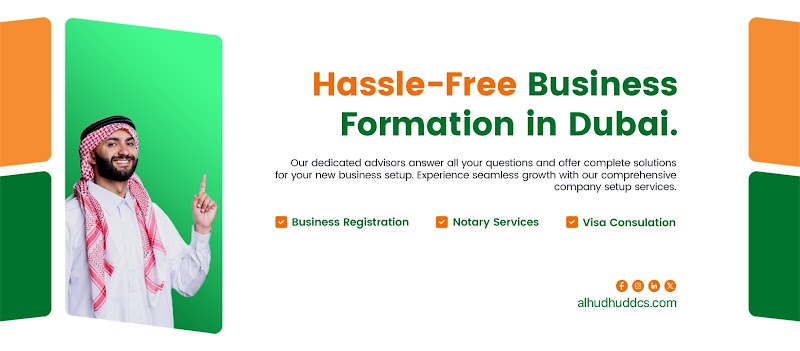 Hassle-Free Business
Formation in Dubai.
Our dedicated advisors answer all your questions and offer complete solutions
for your new business setup. Experience seamless growth with our comprehensive
company setup services.
Business Registration
Notary Services
Visa Consulation
alhudhuddcs.com